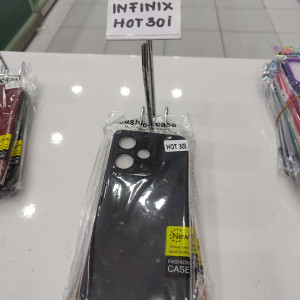 INFINIX
HOT 30i
Fashion case
HOT 30i
New
FASHION
CASE